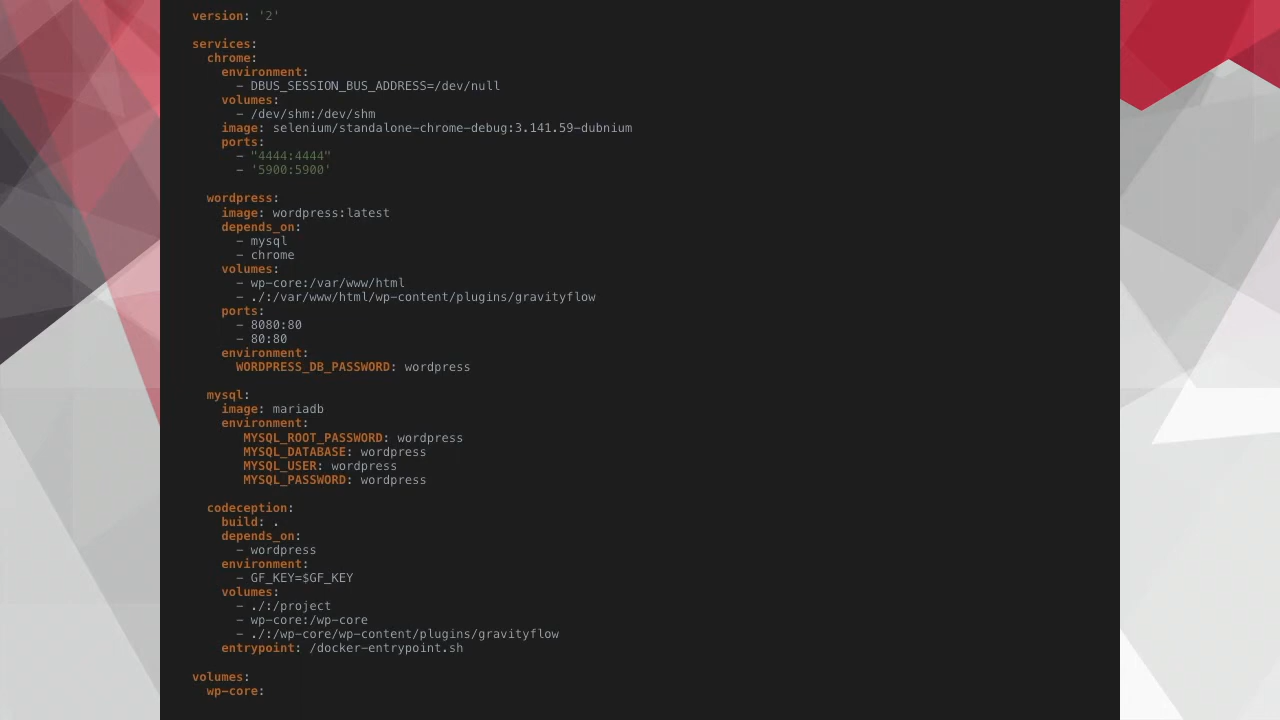 version: '2'
services:
chrome:
environment:
- DBUS_SESSION_BUS_ADDRESS=/dev/null
volumes:
- /dev/shm:/dev/shm
image: selenium/standalone-chrome-debug:3.141.59-dubnium
ports:
- "4444:4444"
- '5900:5900'
wordpress:
image: wordpress:latest
depends_on:
- mysql
- chrome
volumes:
- wp-core:/var/www/html
- ./:/var/www/html/wp-content/plugins/gravityflow
ports:
- 8080:80
- 80:80
environment:
WORDPRESS_DB_PASSWORD: wordpress
mysql:
image: mariadb
environment:
MYSQL_ROOT_PASSWORD: wordpress
MYSQL_DATABASE: wordpress
MYSQL_USER: wordpress
MYSQL_PASSWORD: wordpress
codeception:
build: .
depends_on:
- wordpress
environment:
- GF_KEY=$GF_KEY
volumes:
- ./:/project
- wp-core:/wp-core
- ./:/wp-core/wp-content/plugins/gravityflow
entrypoint: /docker-entrypoint.sh
volumes:
wp-core: